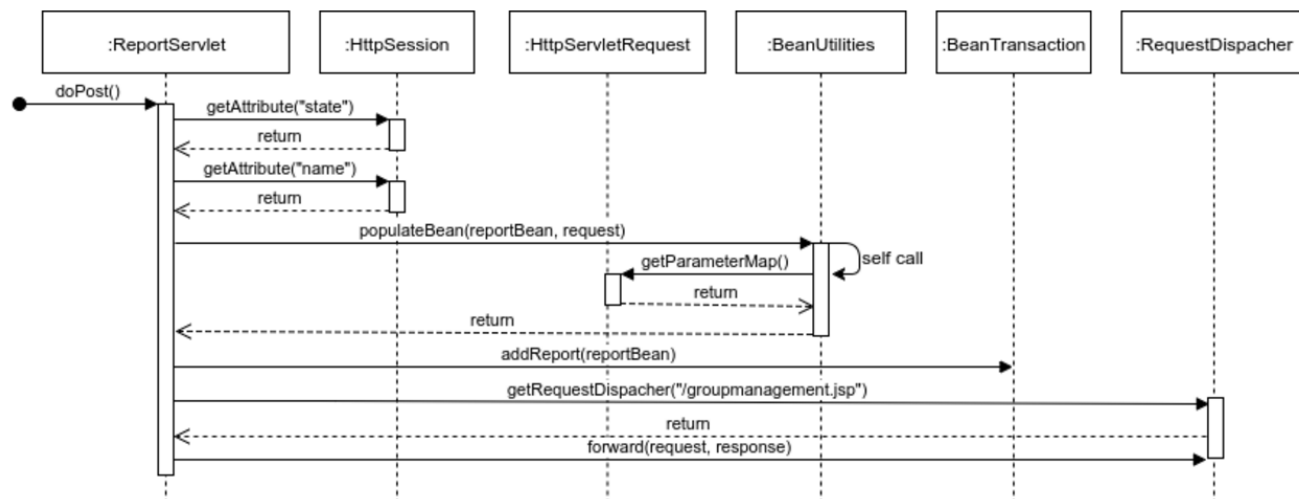 :ReportServlet
:HttpSession
:HttpServletRequest
:BeanUtilities
:BeanTransaction
:RequestDispacher
doPost()
getAttribute("state")
return
getAttribute("name")
return
populateBean(reportBean, request)
self call
getParameterMap()
return
return
addReport(reportBean)
getRequestDispacher("/groupmanagement.jsp")
return
forward(request, response)